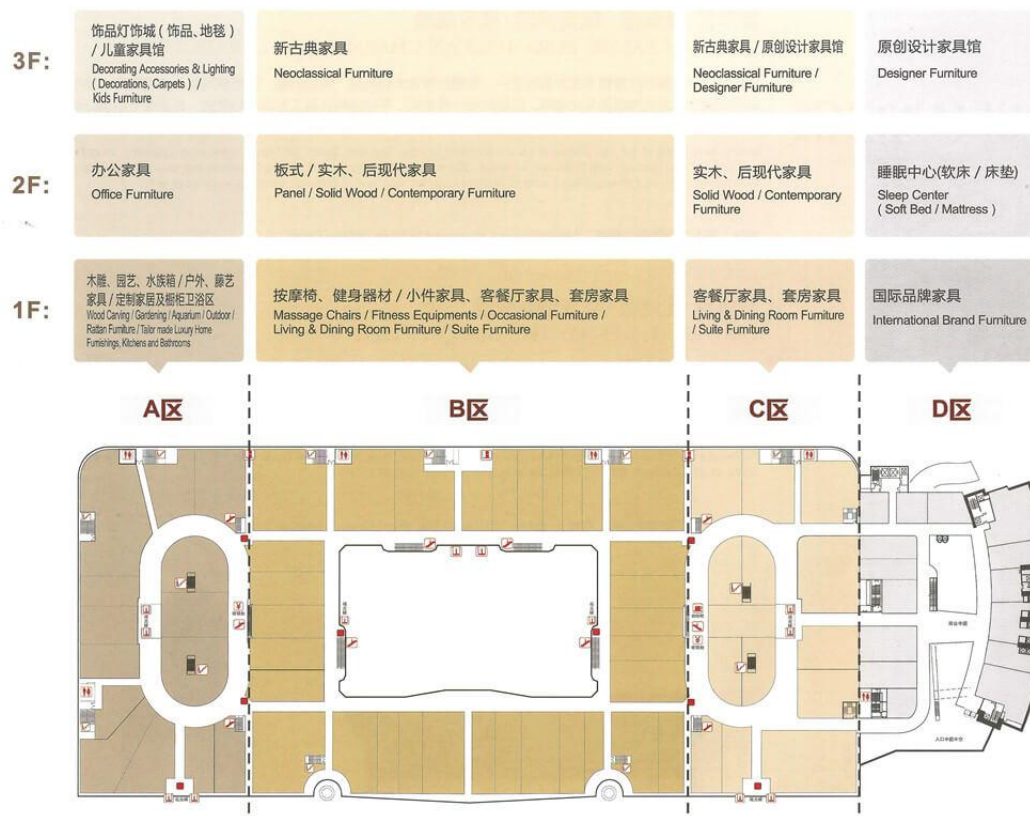 3F:
饰品灯饰城 ( 饰品、地毯 )
/ 儿童家具馆
Decorating Accessories & Lighting
( Decorations, Carpets ) /
Kids Furniture
新古典家具
Neoclassical Furniture
新古典家具 / 原创设计家具馆
Neoclassical Furniture /
Designer Furniture
原创设计家具馆
Designer Furniture
2F:
办公家具
Office Furniture
板式 / 实木、后现代家具
Panel / Solid Wood / Contemporary Furniture
实木、后现代家具
Solid Wood / Contemporary
Furniture
睡眠中心(软床 / 床垫)
Sleep Center
( Soft Bed / Mattress )
1F:
木雕、园艺、水族箱 / 户外、藤艺
家具 / 定制家居及橱柜卫浴区
Wood Carving / Gardening / Aquarium / Outdoor /
Rattan Furniture / Tailor made Luxury Home
Furnishings, Kitchens and Bathrooms
按摩椅、健身器材 / 小件家具、客餐厅家具、套房家具
Massage Chairs / Fitness Equipments / Occasional Furniture /
Living & Dining Room Furniture / Suite Furniture
客餐厅家具、套房家具
Living & Dining Room Furniture
/ Suite Furniture
国际品牌家具
International Brand Furniture
A区
B区
C区
D区